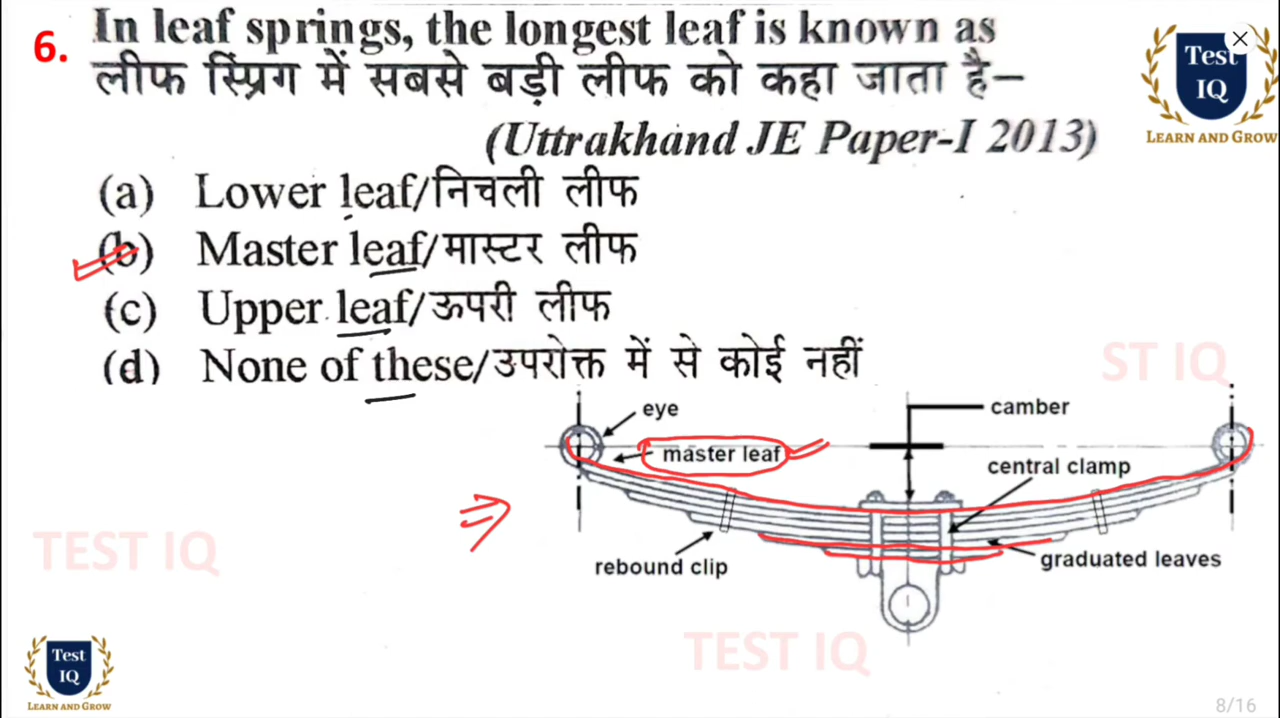 6. In leaf springs, the longest leaf is known as
लीफ स्प्रिंग में सबसे बड़ी लीफ को कहा जाता है–
(Uttrakhand JE Paper-I 2013)
(a) Lower leaf/निचली लीफ
(b) Master leaf/मास्टर लीफ
(c) Upper leaf/ऊपरी लीफ
(d) None of these/उपरोक्त में से कोई नहीं
Test
IQ
LEARN AND GROW
ST IQ
eye
camber
master leaf
central clamp
rebound clip
graduated leaves
TEST IQ
TEST IQ
Test
IQ
LEARN AND GROW
8/16